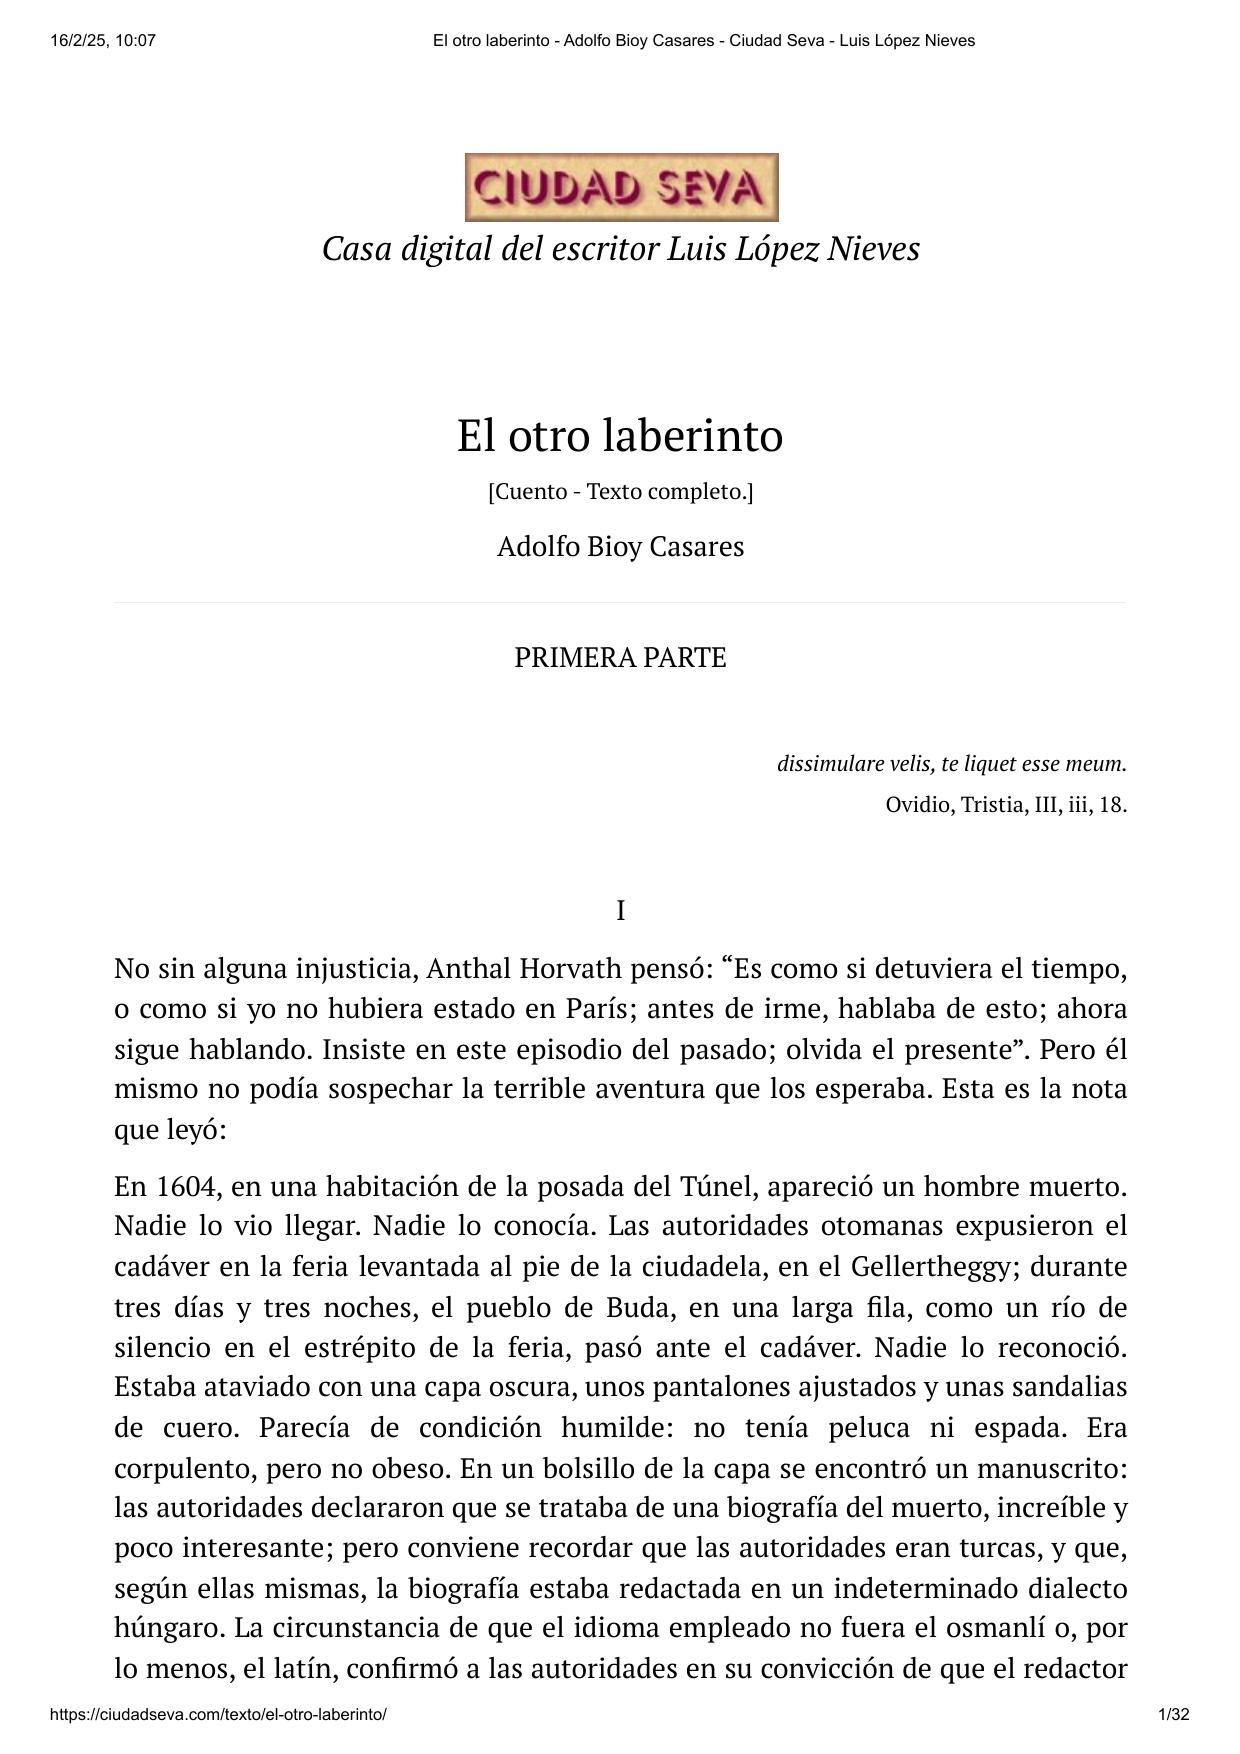 16/2/25, 10:07 El otro laberinto - Adolfo Bioy Casares - Ciudad Seva - Luis López Nieves
CIUDAD SEVA
Casa digital del escritor Luis López Nieves
El otro laberinto
[Cuento - Texto completo.]
Adolfo Bioy Casares
PRIMERA PARTE
dissimulare velis, te liquet esse meum.
Ovidio, Tristia, III, iii, 18.
I
No sin alguna injusticia, Anthal Horvath pensó: “Es como si detuviera el tiempo,
o como si yo no hubiera estado en París; antes de irme, hablaba de esto; ahora
sigue hablando. Insiste en este episodio del pasado; olvida el presente”. Pero él
mismo no podía sospechar la terrible aventura que los esperaba. Esta es la nota
que leyó:
En 1604, en una habitación de la posada del Túnel, apareció un hombre muerto.
Nadie lo vio llegar. Nadie lo conocía. Las autoridades otomanas expusieron el
cadáver en la feria levantada al pie de la ciudadela, en el Gellertheggy; durante
tres días y tres noches, el pueblo de Buda, en una larga fila, como un río de
silencio en el estrépito de la feria, pasó ante el cadáver. Nadie lo reconoció.
Estaba ataviado con una capa oscura, unos pantalones ajustados y unas sandalias
de cuero. Parecía de condición humilde: no tenía peluca ni espada. Era
corpulento, pero no obeso. En un bolsillo de la capa se encontró un manuscrito:
las autoridades declararon que se trataba de una biografía del muerto, increíble y
poco interesante; pero conviene recordar que las autoridades eran turcas, y que,
según ellas mismas, la biografía estaba redactada en un indeterminado dialecto
húngaro. La circunstancia de que el idioma empleado no fuera el osmanlí o, por
lo menos, el latín, confirmó a las autoridades en su convicción de que el redactor
https://ciudadseva.com/texto/el-otro-laberinto/ 1/32